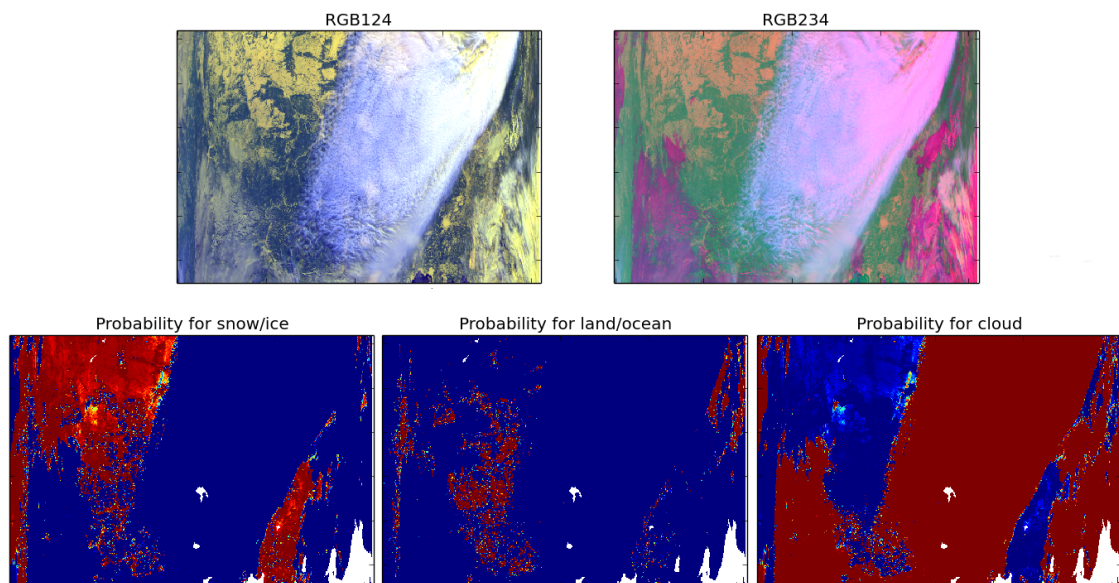 RGB124
RGB234
Probability for snow/ice
Probability for land/ocean
Probability for cloud